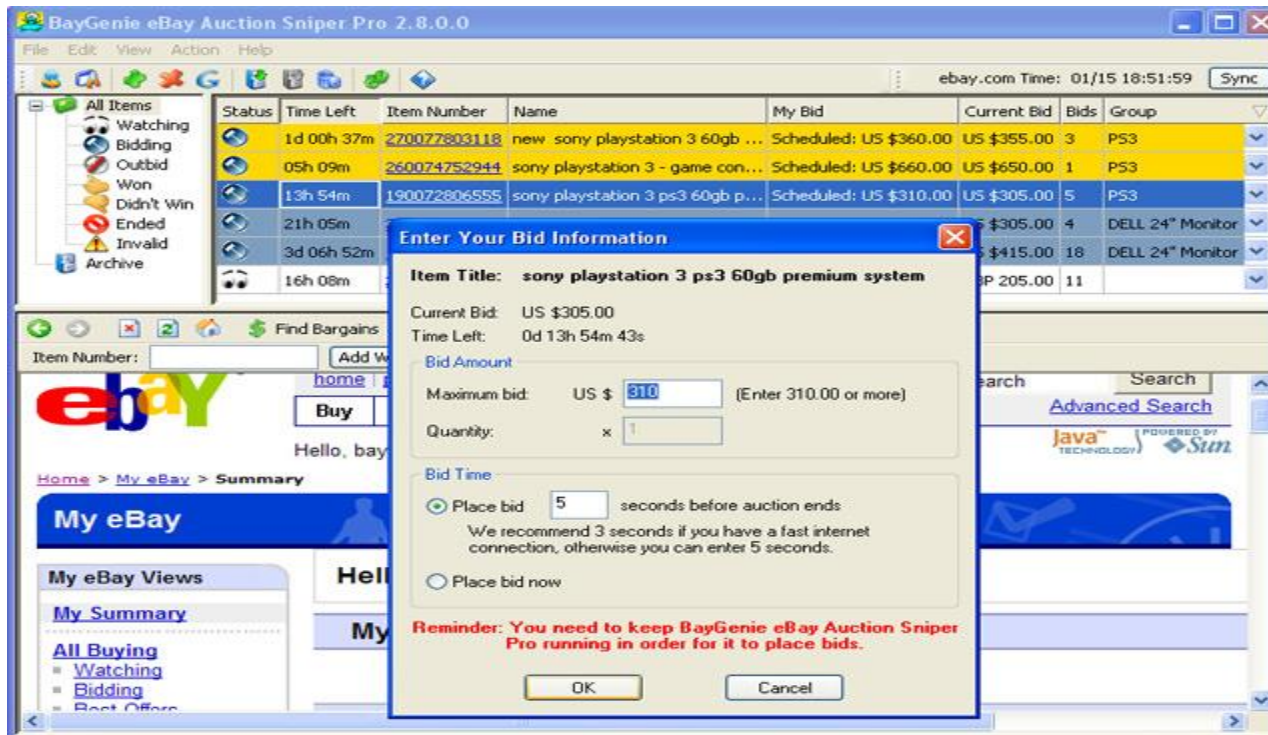 BayGenie eBay Auction Sniper Pro 2.8.0.0
File Edit View Action Help
ebay.com Time: 01/15 18:51:59 Sync
All Items
Watching
Bidding
Outbid
Won
Didn't Win
Ended
Invalid
Archive
Status Time Left Item Number Name My Bid Current Bid Bids Group
1d 00h 37m 270077803118 new sony playstation 3 60gb ... Scheduled: US $360.00 US $355.00 3 PS3
05h 09m 260074752944 sony playstation 3 - game con... Scheduled: US $660.00 US $650.00 1 PS3
13h 54m 190072806555 sony playstation 3 ps3 60gb p... Scheduled: US $310.00 US $305.00 5 PS3
21h 05m $305.00 4 DELL 24" Monitor
3d 06h 52m $415.00 18 DELL 24" Monitor
16h 08m P 205.00 11
Enter Your Bid Information
Item Title: sony playstation 3 ps3 60gb premium system
Current Bid: US $305.00
Time Left: 0d 13h 54m 43s
Bid Amount
Maximum bid: US $ 310 (Enter 310.00 or more)
Quantity: x 1
Bid Time
Place bid 5 seconds before auction ends
We recommend 3 seconds if you have a fast internet
connection, otherwise you can enter 5 seconds.
Place bid now
Reminder: You need to keep BayGenie eBay Auction Sniper
Pro running in order for it to place bids.
OK Cancel
Find Bargains
Item Number: Add W
ebay
home
Buy
earch Search
Advanced Search
Java TECHNOLOGY POWERED BY Sun
Hello, bay
Home > My eBay > Summary
My eBay
My eBay Views
Hell
My Summary
My
All Buying
Watching
Bidding
Best Offers